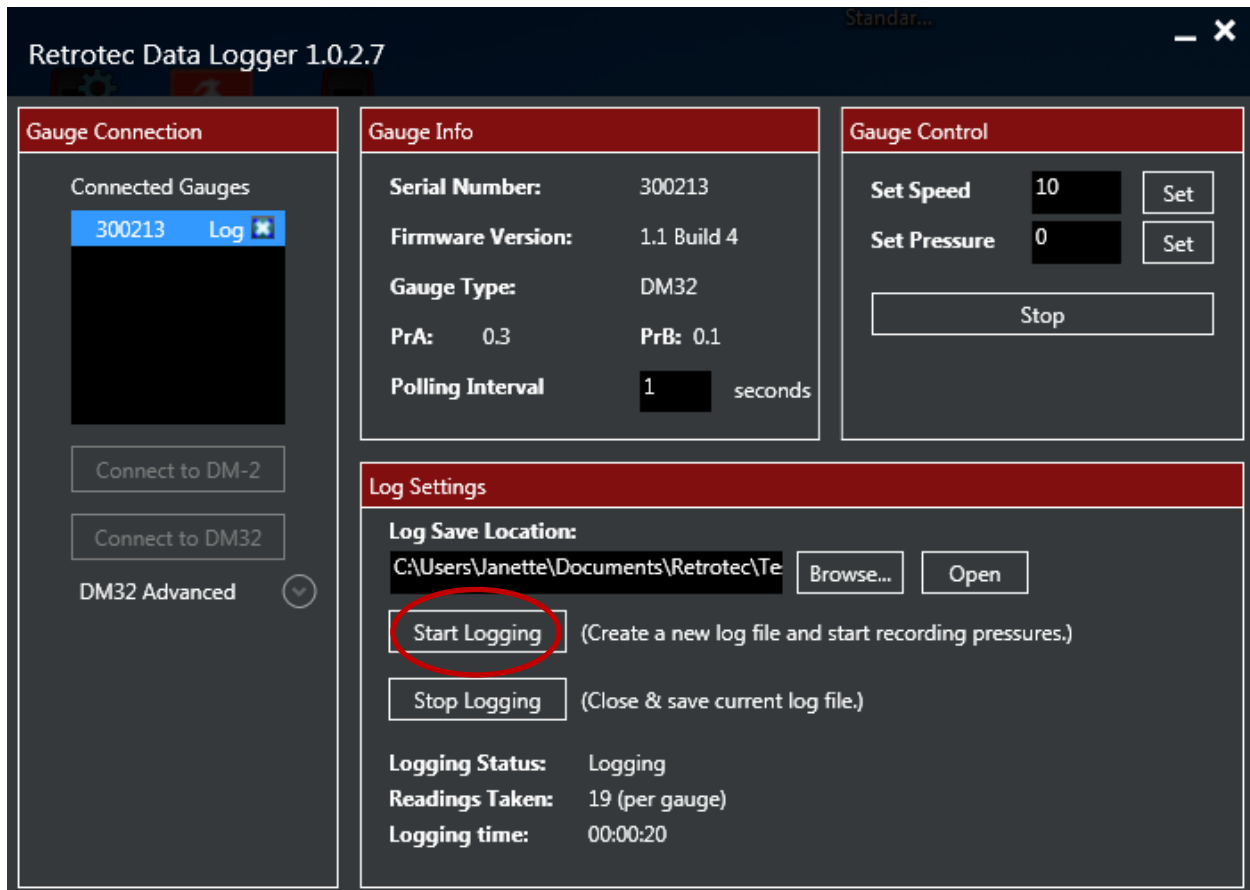 Standar...
Retrotec Data Logger 1.0.2.7
Gauge Connection
Connected Gauges
300213 Log
Connect to DM-2
Connect to DM32
DM32 Advanced
Gauge Info
Serial Number: 300213
Firmware Version: 1.1 Build 4
Gauge Type: DM32
PrA: 0.3 PrB: 0.1
Polling Interval 1 seconds
Gauge Control
Set Speed 10 Set
Set Pressure 0 Set
Stop
Log Settings
Log Save Location:
C:\Users\Janette\Documents\Retrotec\Te Browse... Open
Start Logging (Create a new log file and start recording pressures.)
Stop Logging (Close & save current log file.)
Logging Status: Logging
Readings Taken: 19 (per gauge)
Logging time: 00:00:20